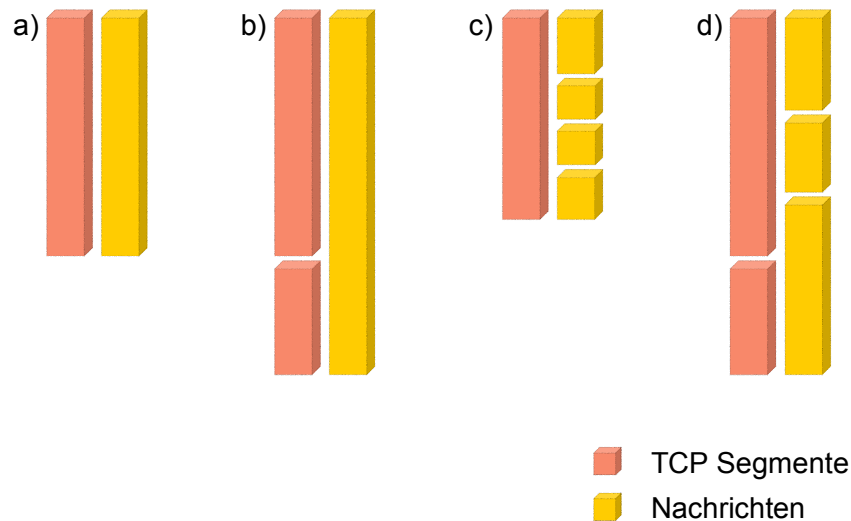 a)
b)
c)
d)
TCP Segmente
Nachrichten